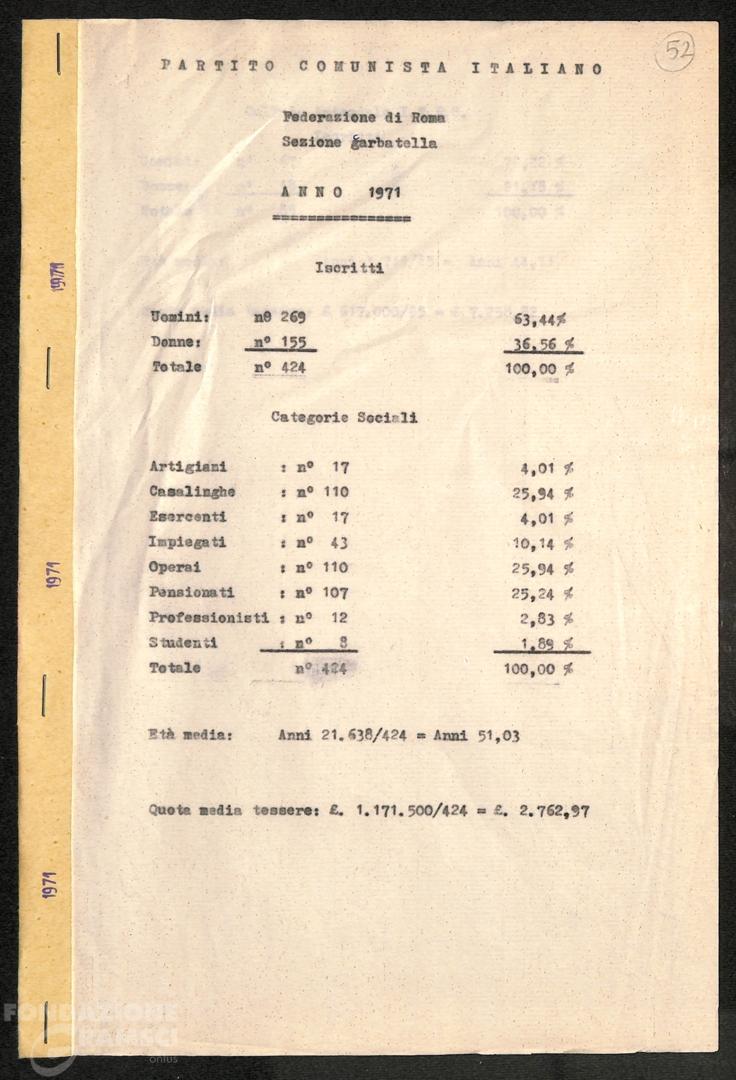 52
PARTITO COMUNISTA ITALIANO
Federazione di Roma
Sezione garbatella
ANNO 1971
Iscritti
Uomini: nº 269 63,44%
Donne: nº 155 36,56 %
Totale nº 424 100,00 %
Categorie Sociali
Artigiani : nº 17 4,01 %
Casalinghe : nº 110 25,94 %
Esercenti : nº 17 4,01 %
Impiegati : nº 43 10,14 %
Operai : nº 110 25,94 %
Pensionati : nº 107 25,24 %
Professionisti : nº 12 2,83 %
Studenti : nº 8 1,89 %
Totale nº 424 100,00 %
Età media: Anni 21.638/424 = Anni 51,03
Quota media tessere: £. 1.171.500/424 = £. 2.762,97
1971
1971
1971
FONDAZIONE
GRAMSCI
onlus